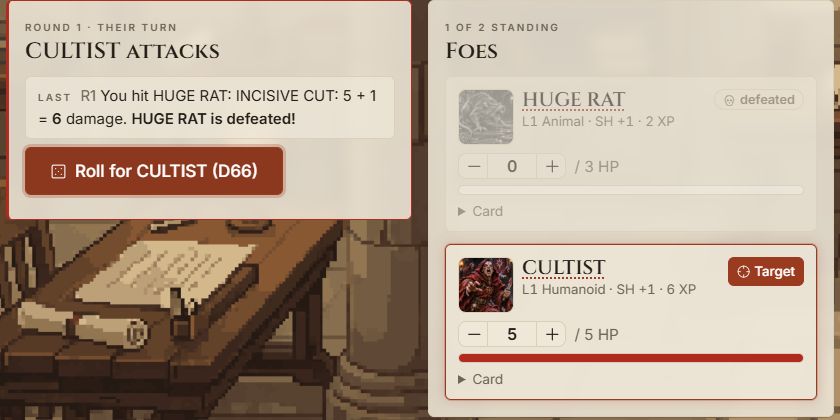 ROUND 1 · THEIR TURN
CULTIST ATTACKS
LAST R1 You hit HUGE RAT: INCISIVE CUT: 5 + 1
= 6 damage. HUGE RAT is defeated!
Roll for CULTIST (D66)
1 OF 2 STANDING
FOES
HUGE RAT
defeated
L1 Animal · SH +1 · 2 XP
− 0 + / 3 HP
Card
CULTIST
Target
L1 Humanoid · SH +1 · 6 XP
− 5 + / 5 HP
Card